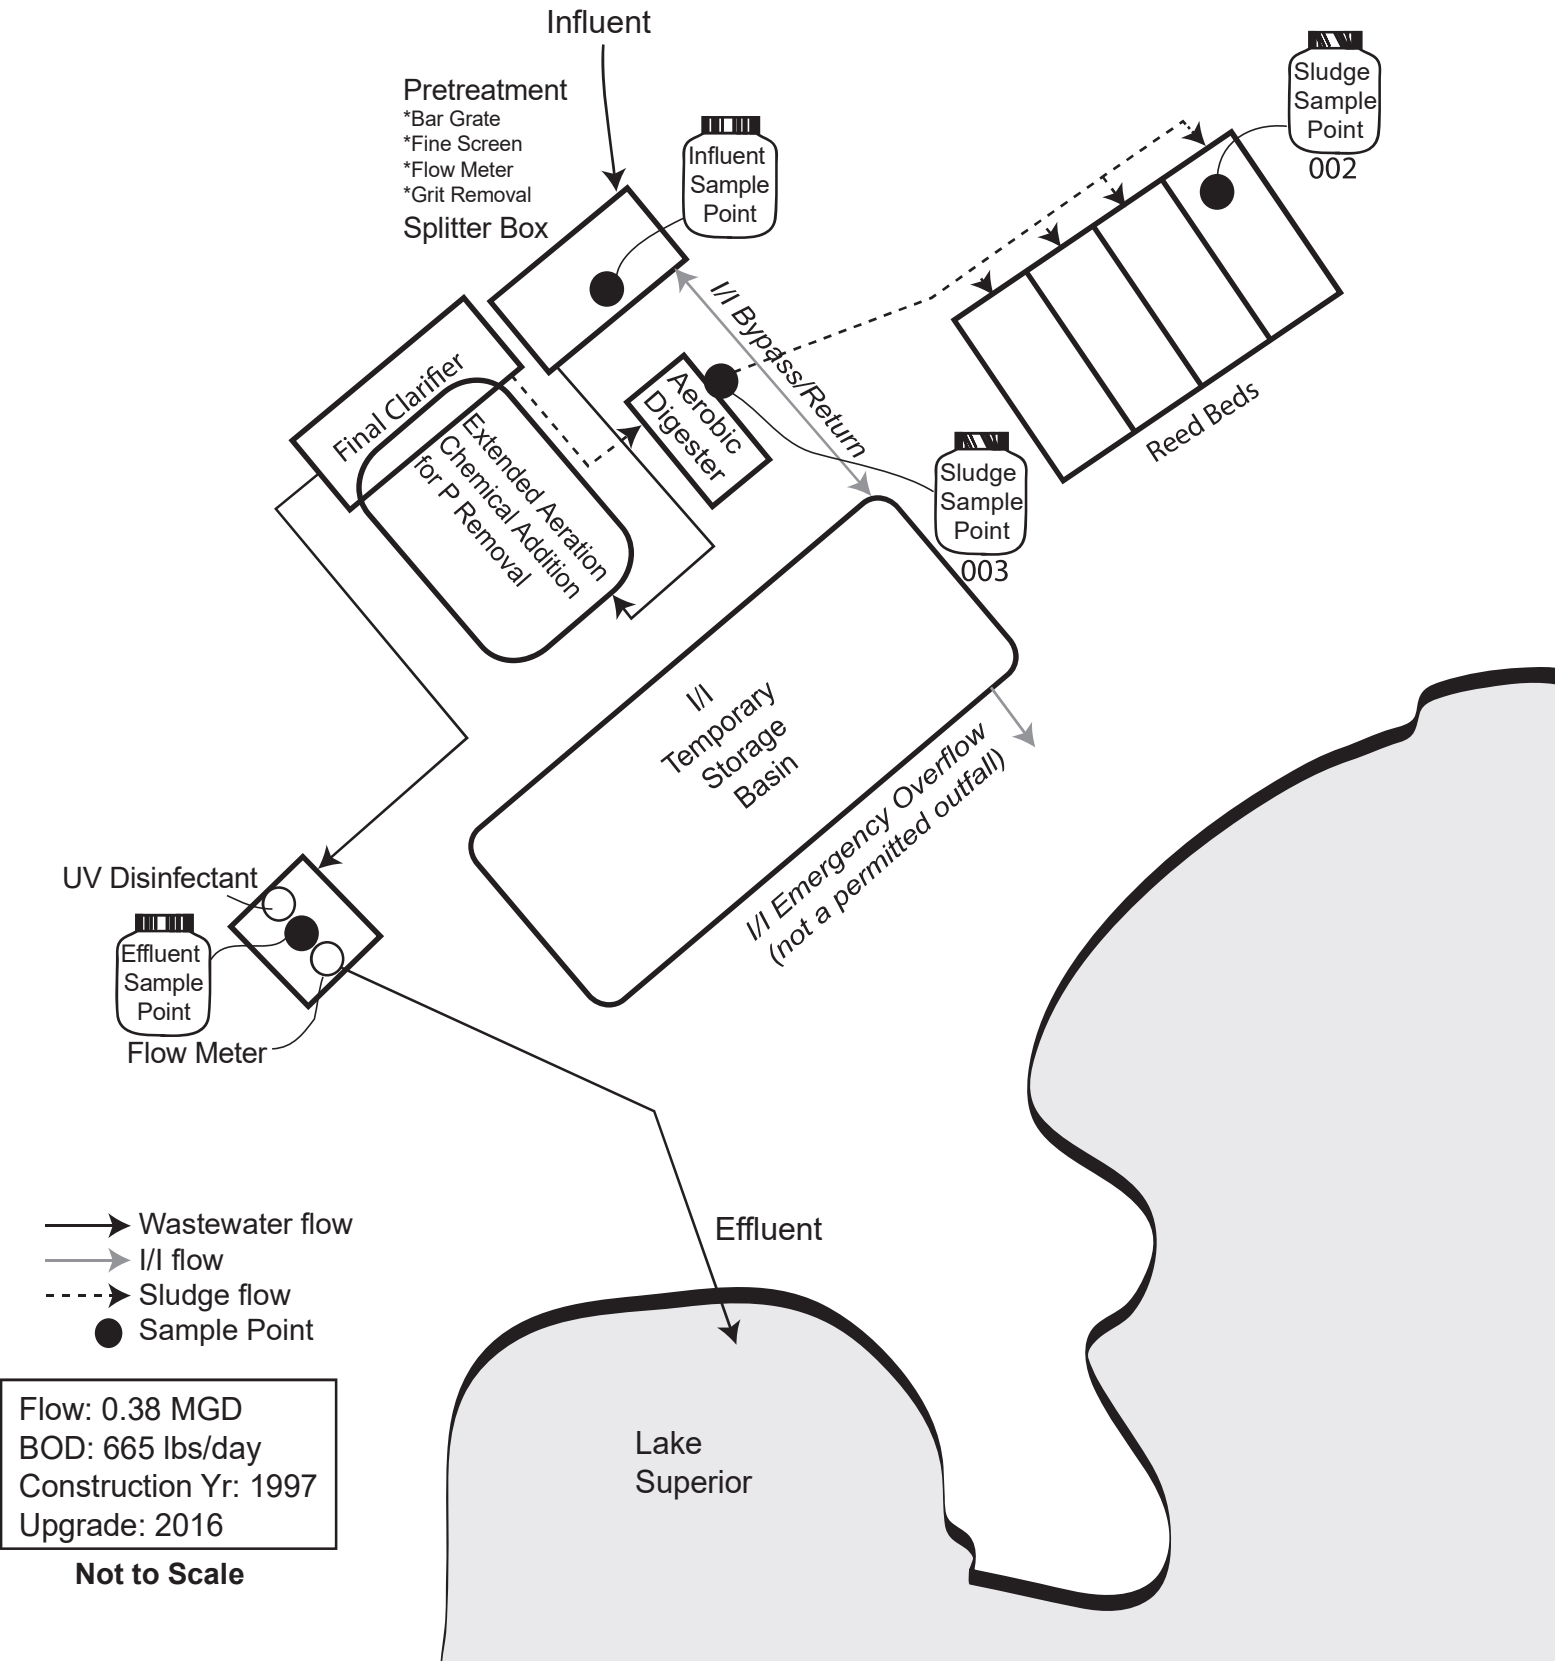 Influent
Pretreatment
*Bar Grate
*Fine Screen
*Flow Meter
*Grit Removal
Splitter Box
Influent
Sample
Point
Sludge
Sample
Point
002
I/I Bypass/Return
Final Clarifier
Extended Aeration
Chemical Addition
for P Removal
Aerobic
Digester
Reed Beds
Sludge
Sample
Point
003
I/I
Temporary
Storage
Basin
I/I Emergency Overflow
(not a permitted outfall)
UV Disinfectant
Effluent
Sample
Point
Flow Meter
Effluent
Wastewater flow
I/I flow
Sludge flow
Sample Point
Flow: 0.38 MGD
BOD: 665 lbs/day
Construction Yr: 1997
Upgrade: 2016
Not to Scale
Lake
Superior